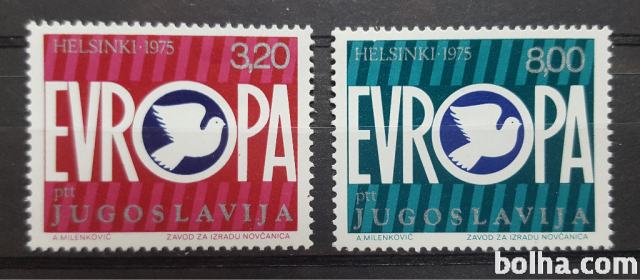 HELSINKI·1975
3,20
EVROPA
ptt
JUGOSLAVIJA
A.MILENKOVIĆ ZAVOD ZA IZRADU NOVČANICA
HELSINKI·1975
8,00
EVROPA
ptt
JUGOSLAVIJA
A.MILENKOVIĆ ZAVOD ZA IZRADU NOVČANICA
bolha.com